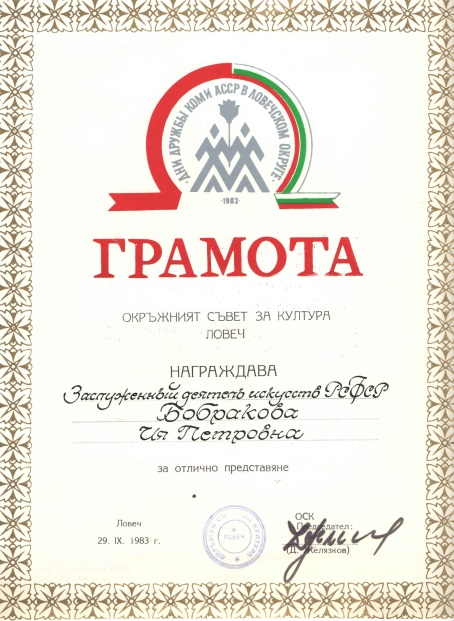 ·ДНИ ДРУЖБЫ КОМИ АССР В ЛОВЕЧСКОМ ОКРУГЕ·
·1983·
ГРАМОТА
ОКРЪЖНИЯТ СЪВЕТ ЗА КУЛТУРА
ЛОВЕЧ
НАГРАЖДАВА
Заслуженный деятель искусств РСФСР
Бобракова
Ия Петровна
за отлично представяне
Ловеч
29. IX. 1983 г.
ЛОВЕЧ
ОСК
Председател:
(Д. Желязков)